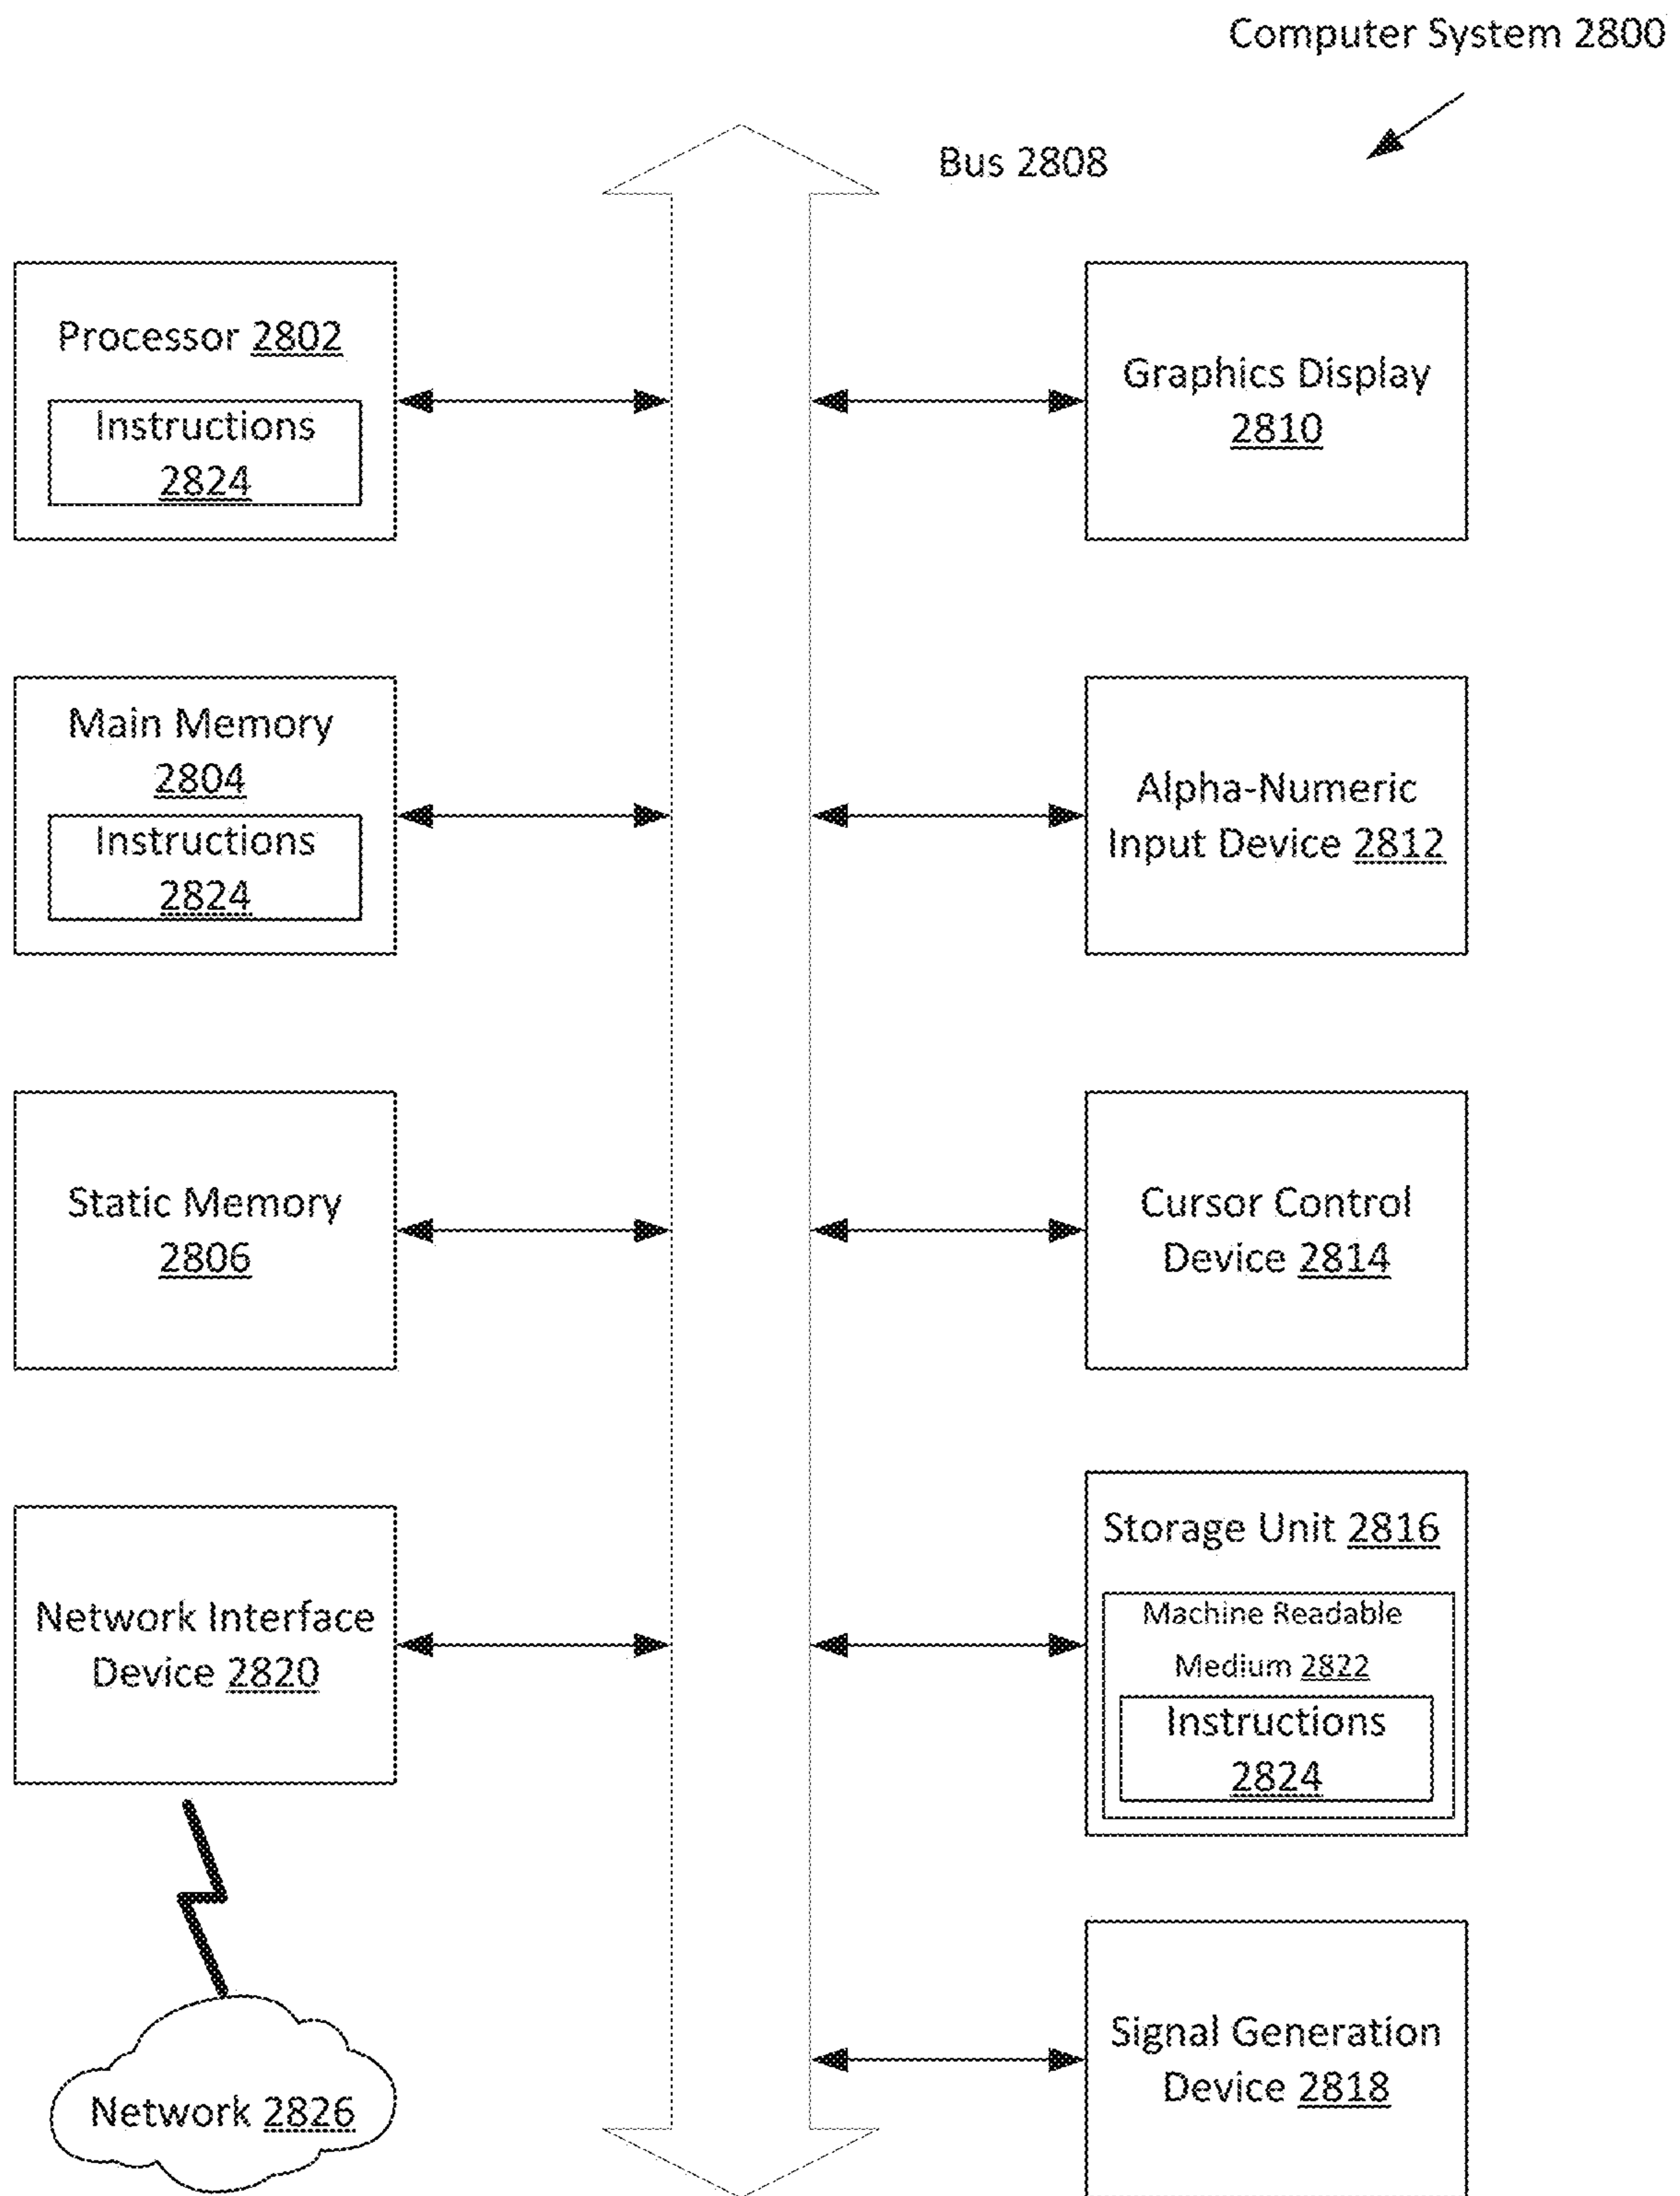 Computer System 2800
Bus 2808
Processor 2802
Instructions
2824
Graphics Display
2810
Main Memory
2804
Instructions
2824
Alpha-Numeric
Input Device 2812
Static Memory
2806
Cursor Control
Device 2814
Network Interface
Device 2820
Storage Unit 2816
Machine Readable
Medium 2822
Instructions
2824
Network 2826
Signal Generation
Device 2818